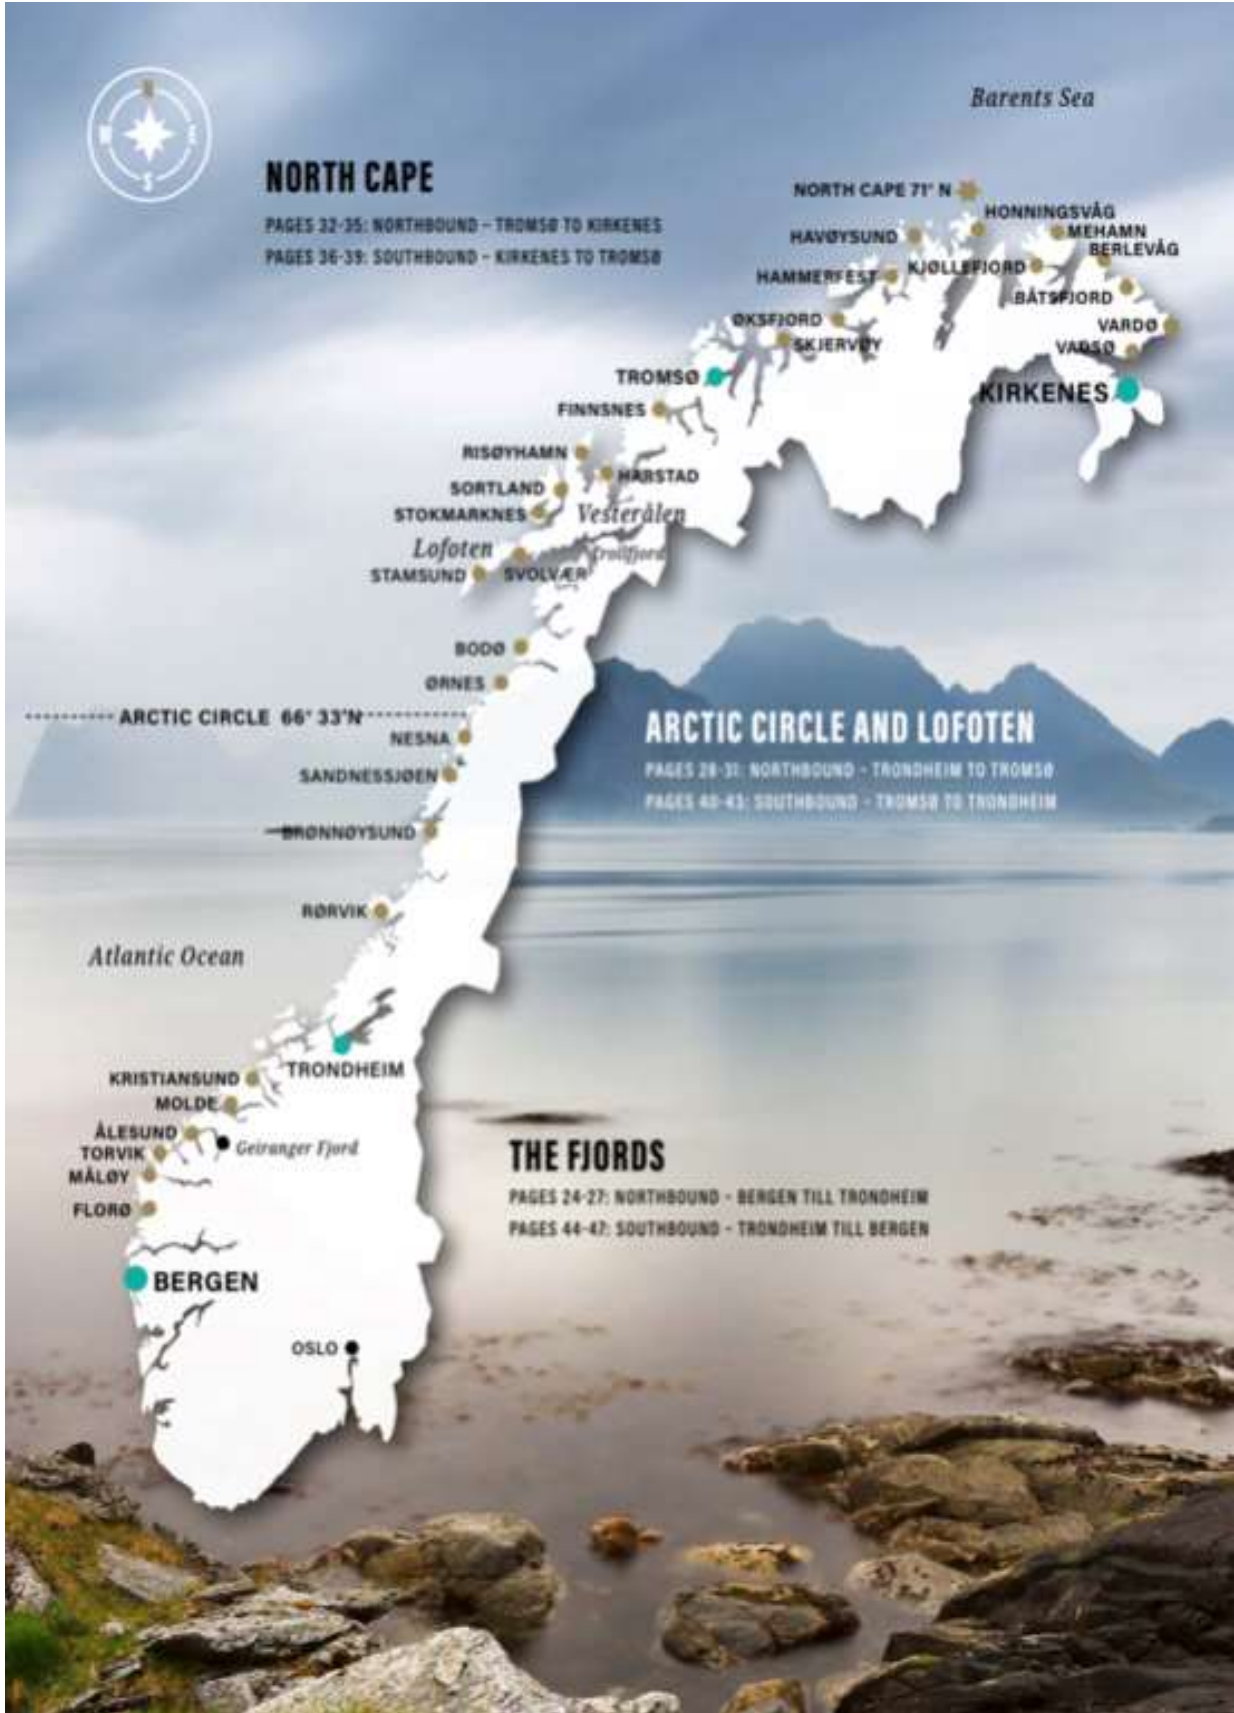 N
W
S
Barents Sea
NORTH CAPE
PAGES 32-35: NORTHBOUND – TROMSØ TO KIRKENES
PAGES 36-39: SOUTHBOUND – KIRKENES TO TROMSØ
NORTH CAPE 71° N
HONNINGSVÅG
HAVØYSUND
MEHAMN
BERLEVÅG
HAMMERFEST
KJØLLEFJORD
BÅTSFJORD
ØKSFJORD
VARDØ
SKJERVØY
VADSØ
TROMSØ
KIRKENES
FINNSNES
RISØYHAMN
HARSTAD
SORTLAND
STOKMARKNES
Vesterålen
Lofoten
Trollfjord
STAMSUND
SVOLVÆR
BODØ
ØRNES
ARCTIC CIRCLE 66° 33'N
NESNA
ARCTIC CIRCLE AND LOFOTEN
PAGES 28-31: NORTHBOUND – TRONDHEIM TO TROMSØ
PAGES 40-43: SOUTHBOUND – TROMSØ TO TRONDHEIM
SANDNESSJØEN
BRØNNØYSUND
RØRVIK
Atlantic Ocean
TRONDHEIM
KRISTIANSUND
MOLDE
ÅLESUND
Geiranger Fjord
TORVIK
MÅLØY
FLORØ
THE FJORDS
PAGES 24-27: NORTHBOUND – BERGEN TILL TRONDHEIM
PAGES 44-47: SOUTHBOUND – TRONDHEIM TILL BERGEN
BERGEN
OSLO